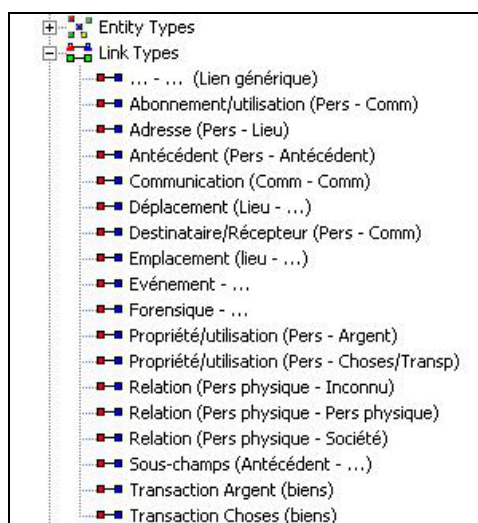 Entity Types
Link Types
... - ... (Lien générique)
Abonnement/utilisation (Pers - Comm)
Adresse (Pers - Lieu)
Antécédent (Pers - Antécédent)
Communication (Comm - Comm)
Déplacement (Lieu - ...)
Destinataire/Récepteur (Pers - Comm)
Emplacement (lieu - ...)
Evénement - ...
Forensique - ...
Propriété/utilisation (Pers - Argent)
Propriété/utilisation (Pers - Choses/Transp)
Relation (Pers physique - Inconnu)
Relation (Pers physique - Pers physique)
Relation (Pers physique - Société)
Sous-champs (Antécédent - ...)
Transaction Argent (biens)
Transaction Choses (biens)